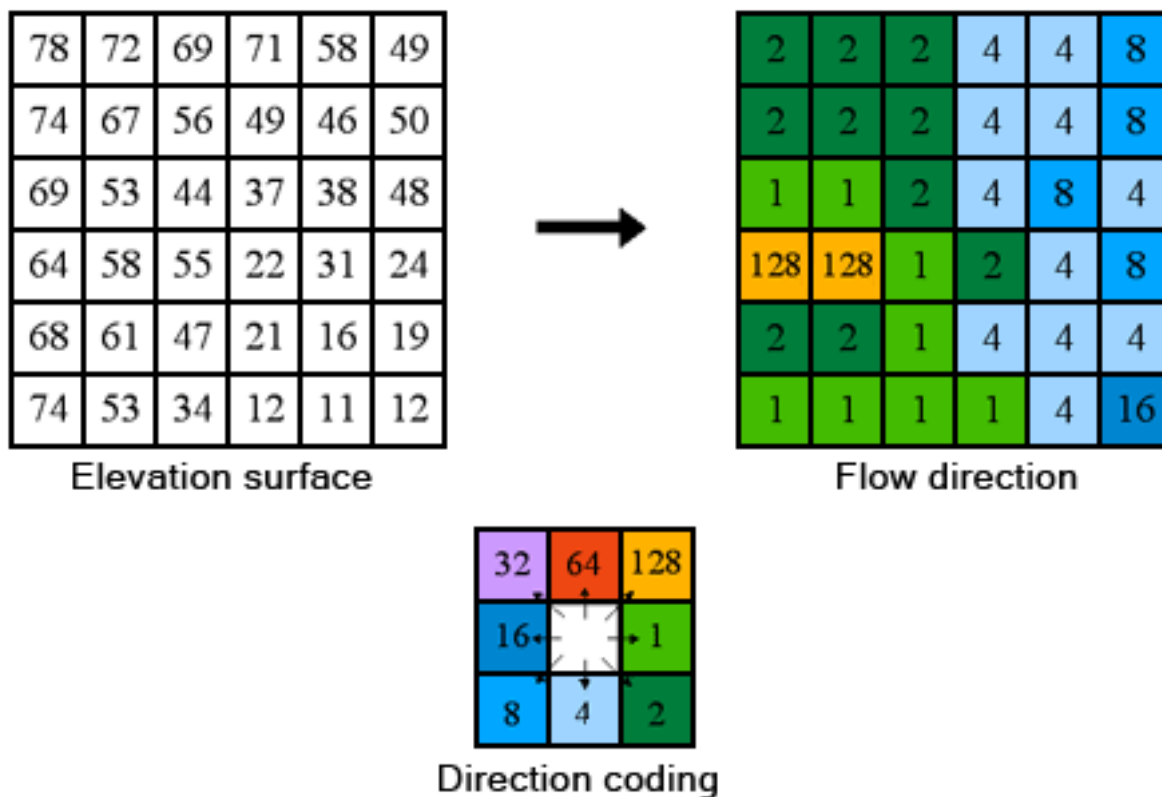 78 72 69 71 58 49 2 2 2 4 4 8
74 67 56 49 46 50 2 2 2 4 4 8
69 53 44 37 38 48 1 1 2 4 8 4
64 58 55 22 31 24 128 128 1 2 4 8
68 61 47 21 16 19 2 2 1 4 4 4
74 53 34 12 11 12 1 1 1 1 4 16
Elevation surface Flow direction
32 64 128
16 1
8 4 2
Direction coding